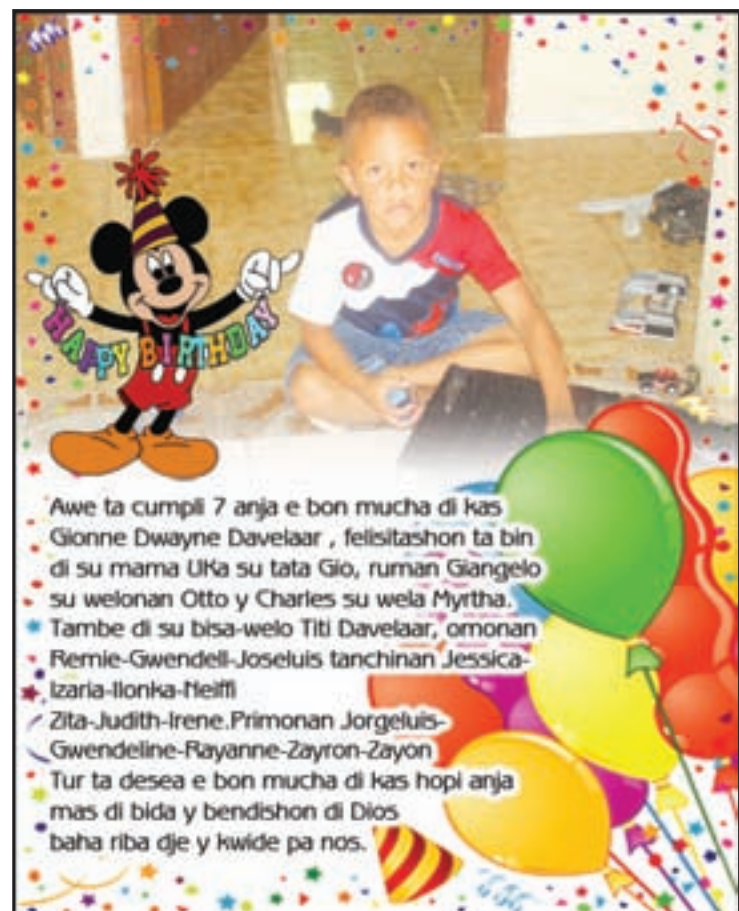 HAPPY BIRTHDAY
Awe ta cumpli 7 anja e bon mucha di kas
Gionne Dwayne Davelaar , felisitashon ta bin
di su mama UKa su tata Gio, ruman Giangelo
su welonan Otto y Charles su wela Myrtha.
Tambe di su bisa-welo Titi Davelaar, omonan
Remie-Gwendell-Joseluis tanchinan Jessica-
Izaria-Ilonka-Neiffi
Zita-Judith-Irene.Primonan Jorgeluis-
Gwendeline-Rayanne-Zayron-Zayon
Tur ta desea e bon mucha di kas hopi anja
mas di bida y bendishon di Dios
baha riba dje y kwide pa nos.